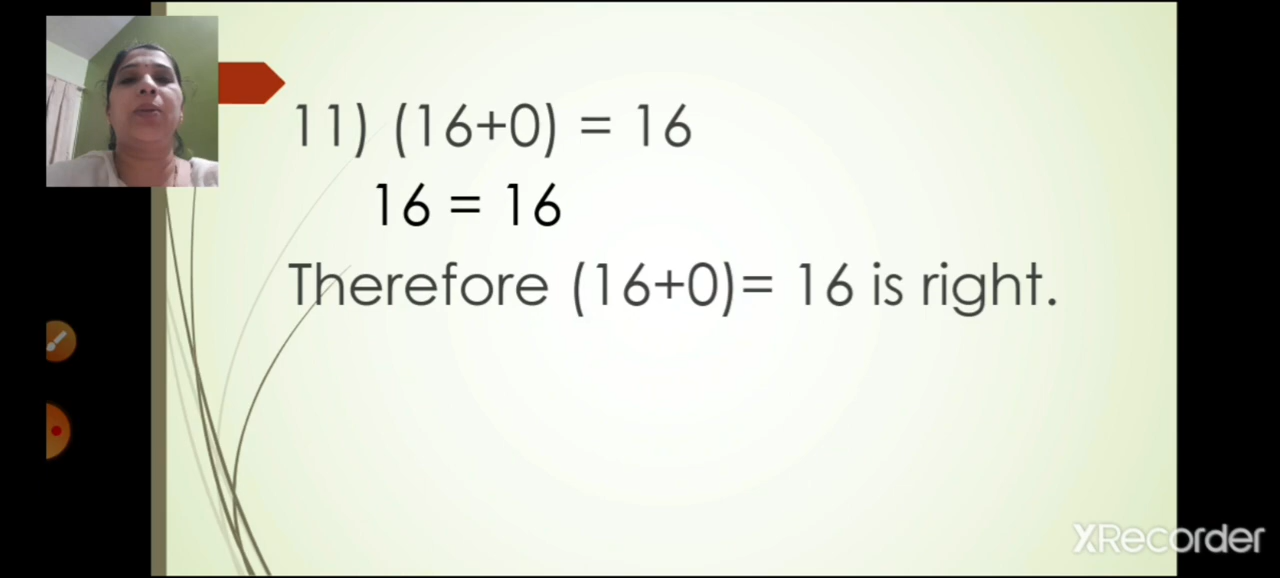 11) (16+0) = 16
16 = 16
Therefore (16+0)= 16 is right.
XRecorder